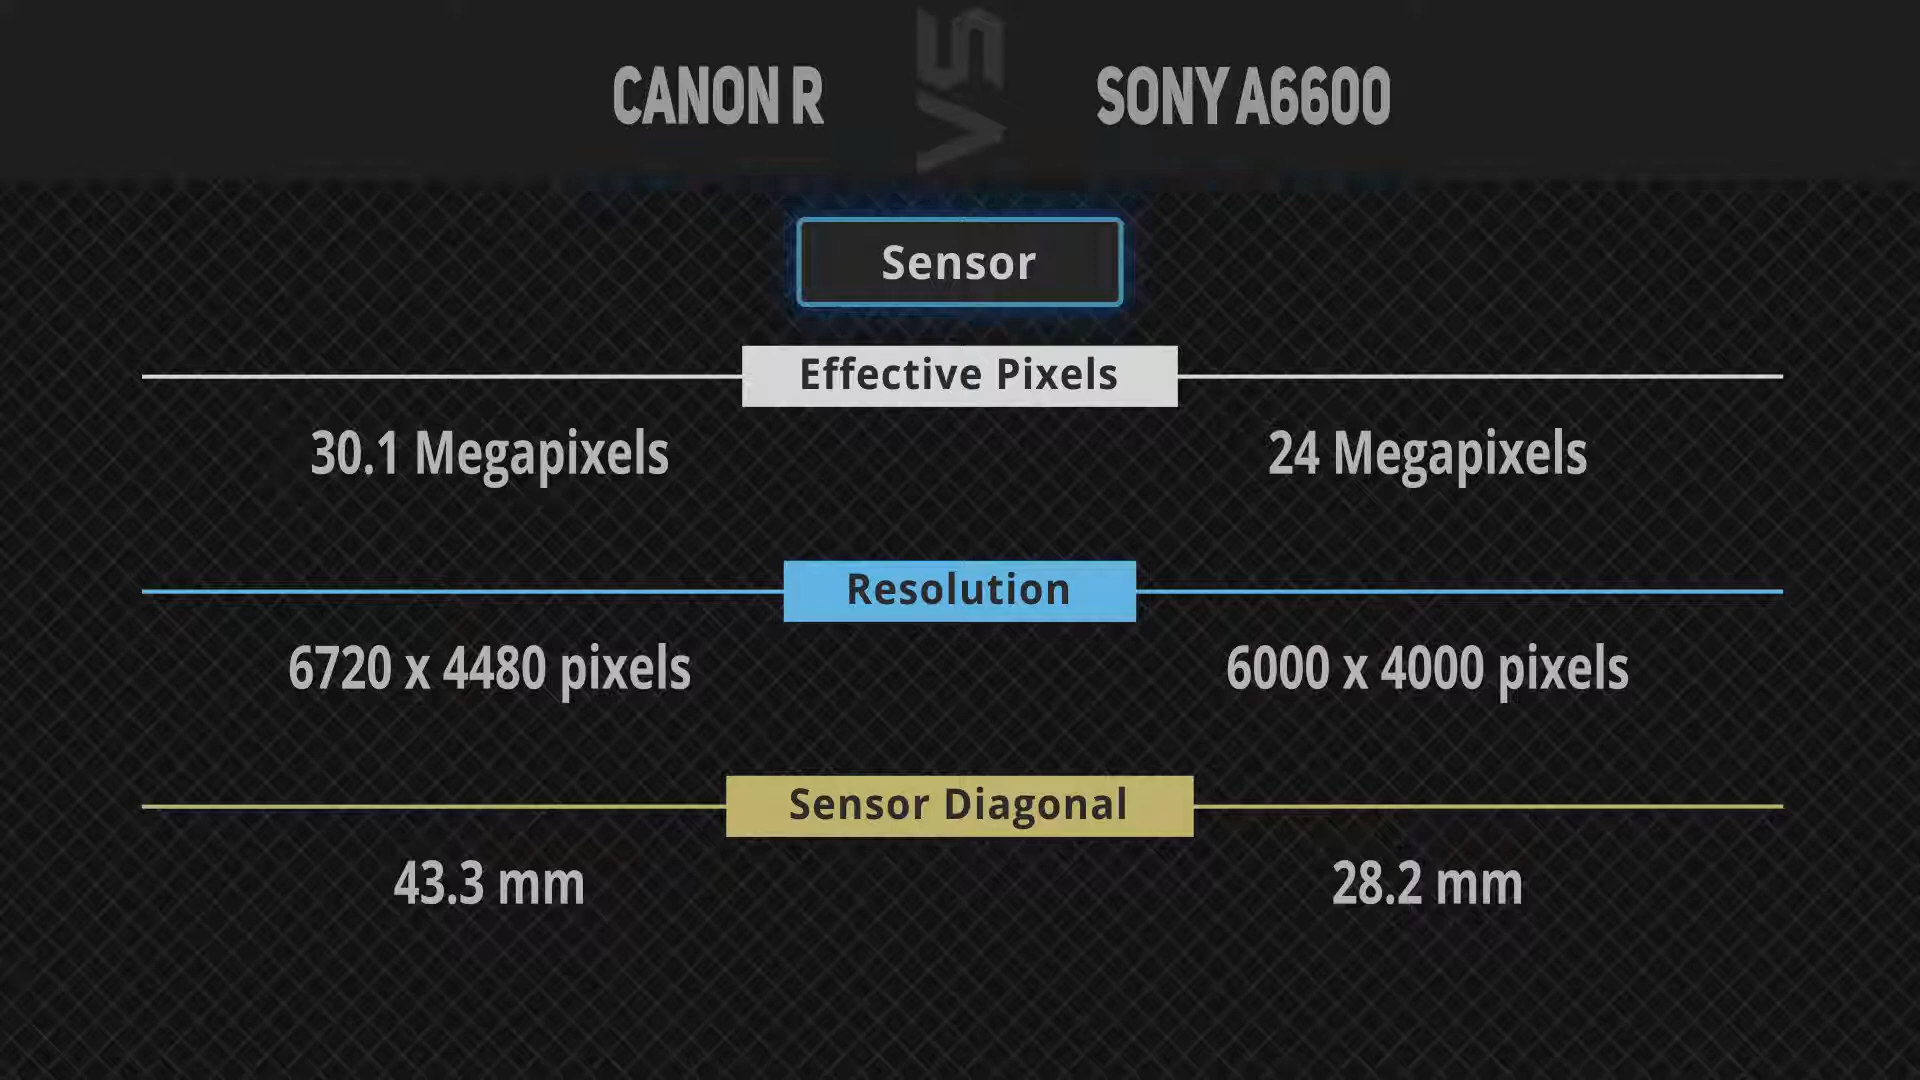 CANON R VS SONY A6600
Sensor
Effective Pixels
30.1 Megapixels 24 Megapixels
Resolution
6720 x 4480 pixels 6000 x 4000 pixels
Sensor Diagonal
43.3 mm 28.2 mm